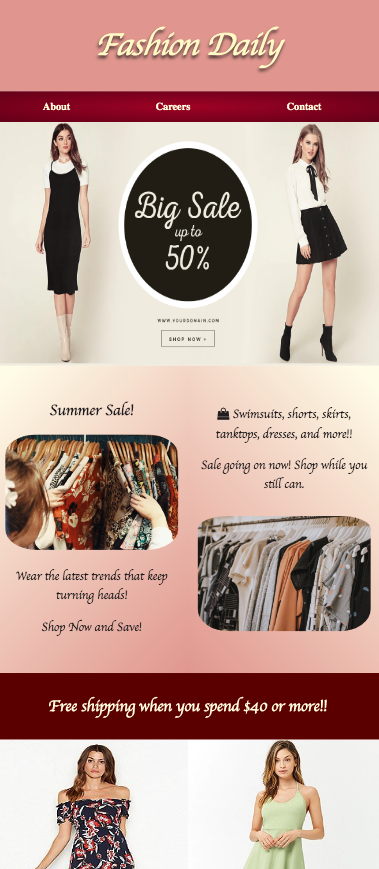 Fashion Daily
About Careers Contact
Big Sale
up to
50%
WWW.YOURDOMAIN.COM
SHOP NOW >
Summer Sale!
Wear the latest trends that keep
turning heads!
Shop Now and Save!
Swimsuits, shorts, skirts,
tanktops, dresses, and more!!
Sale going on now! Shop while you
still can.
Free shipping when you spend $40 or more!!